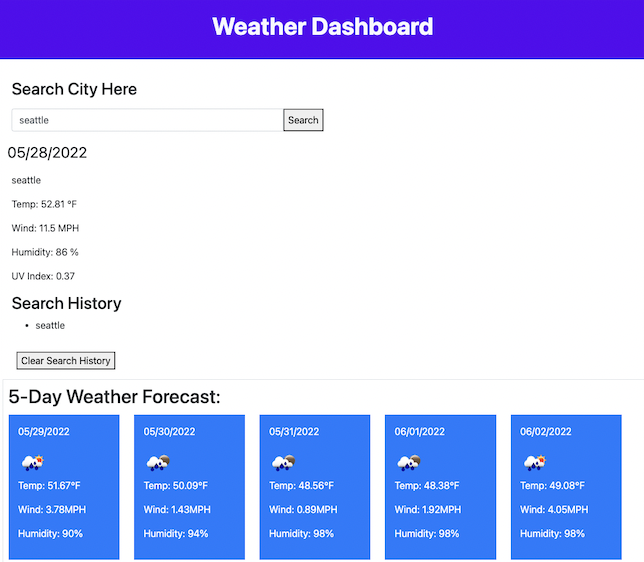 Weather Dashboard
Search City Here
seattle Search
05/28/2022
seattle
Temp: 52.81 °F
Wind: 11.5 MPH
Humidity: 86 %
UV Index: 0.37
Search History
• seattle
Clear Search History
5-Day Weather Forecast:
05/29/2022
Temp: 51.67°F
Wind: 3.78MPH
Humidity: 90%
05/30/2022
Temp: 50.09°F
Wind: 1.43MPH
Humidity: 94%
05/31/2022
Temp: 48.56°F
Wind: 0.89MPH
Humidity: 98%
06/01/2022
Temp: 48.38°F
Wind: 1.92MPH
Humidity: 98%
06/02/2022
Temp: 49.08°F
Wind: 4.05MPH
Humidity: 98%